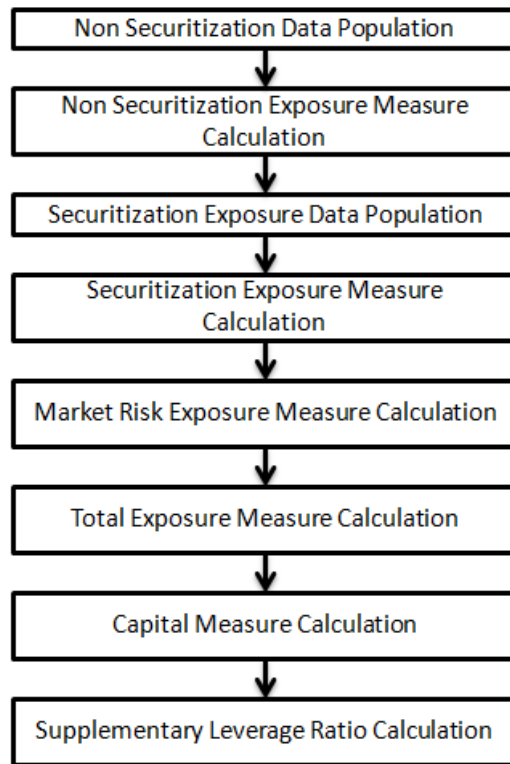 Non Securitization Data Population
Non Securitization Exposure Measure
Calculation
Securitization Exposure Data Population
Securitization Exposure Measure
Calculation
Market Risk Exposure Measure Calculation
Total Exposure Measure Calculation
Capital Measure Calculation
Supplementary Leverage Ratio Calculation